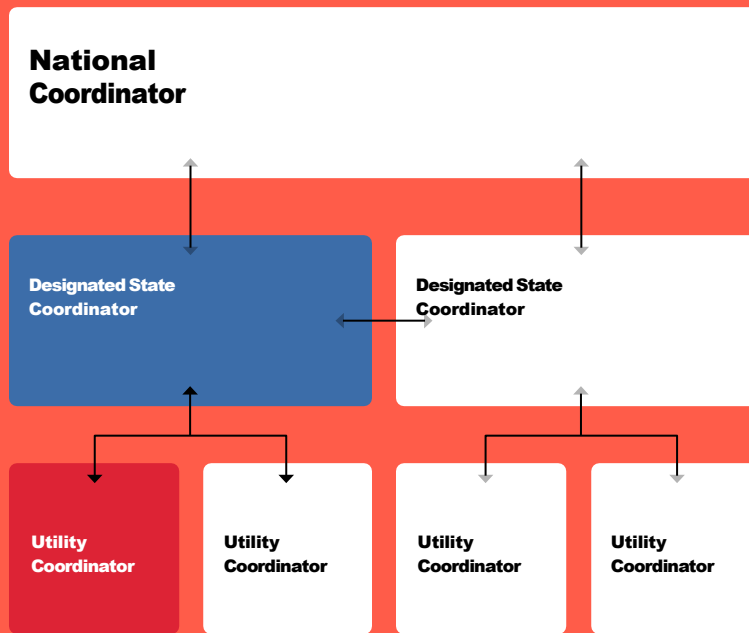 National
Coordinator
Designated State
Coordinator
Designated State
Coordinator
Utility
Coordinator
Utility
Coordinator
Utility
Coordinator
Utility
Coordinator